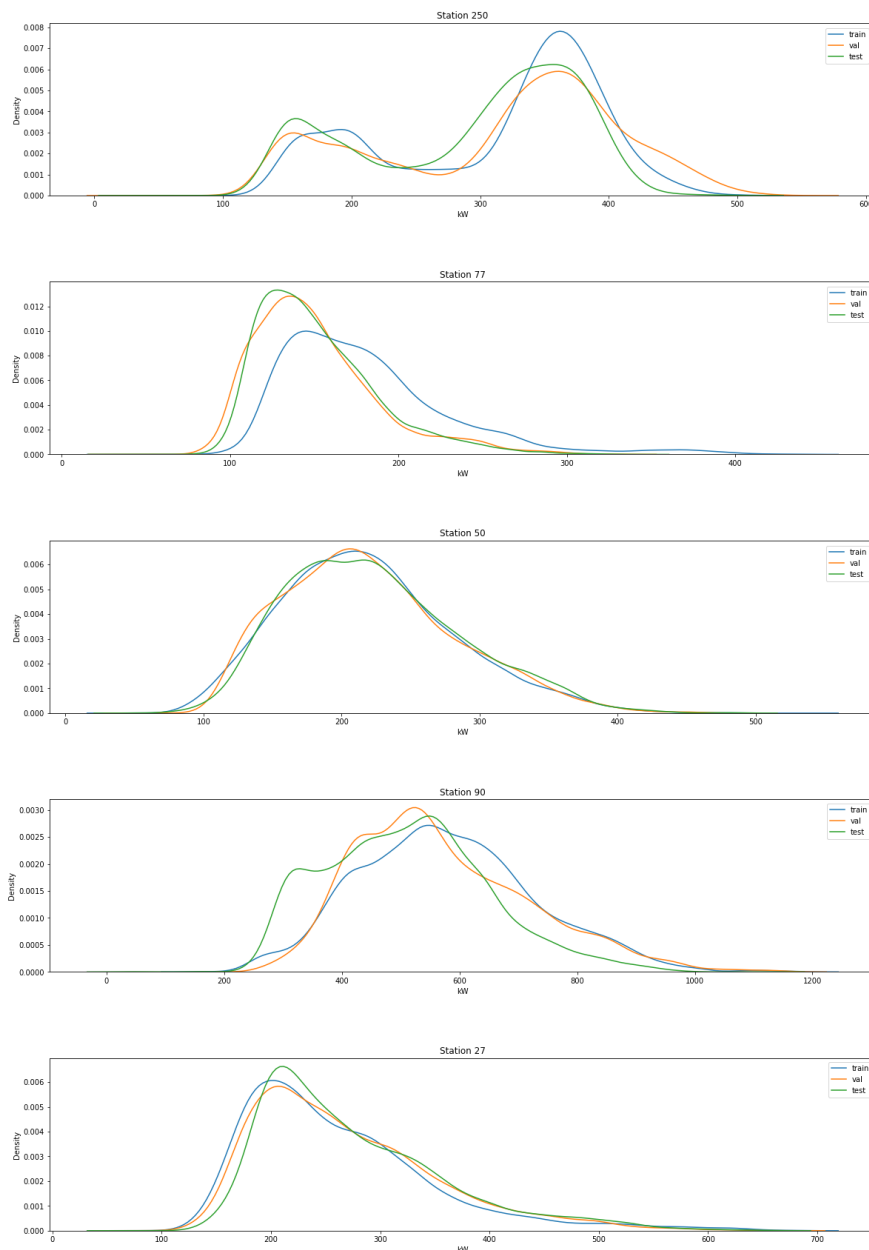 Station 250
0.008
0.007
0.006
0.005
0.004
0.003
0.002
0.001
0.000
Density
train
val
test
0 100 200 300 400 500 600
kW
Station 77
0.012
0.010
0.008
0.006
0.004
0.002
0.000
Density
train
val
test
0 100 200 300 400
kW
Station 50
0.006
0.005
0.004
0.003
0.002
0.001
0.000
Density
train
val
test
0 100 200 300 400 500
kW
Station 90
0.0030
0.0025
0.0020
0.0015
0.0010
0.0005
0.0000
Density
train
val
test
0 200 400 600 800 1000 1200
kW
Station 27
0.006
0.005
0.004
0.003
0.002
0.001
0.000
Density
train
val
test
0 100 200 300 400 500 600 700
kW